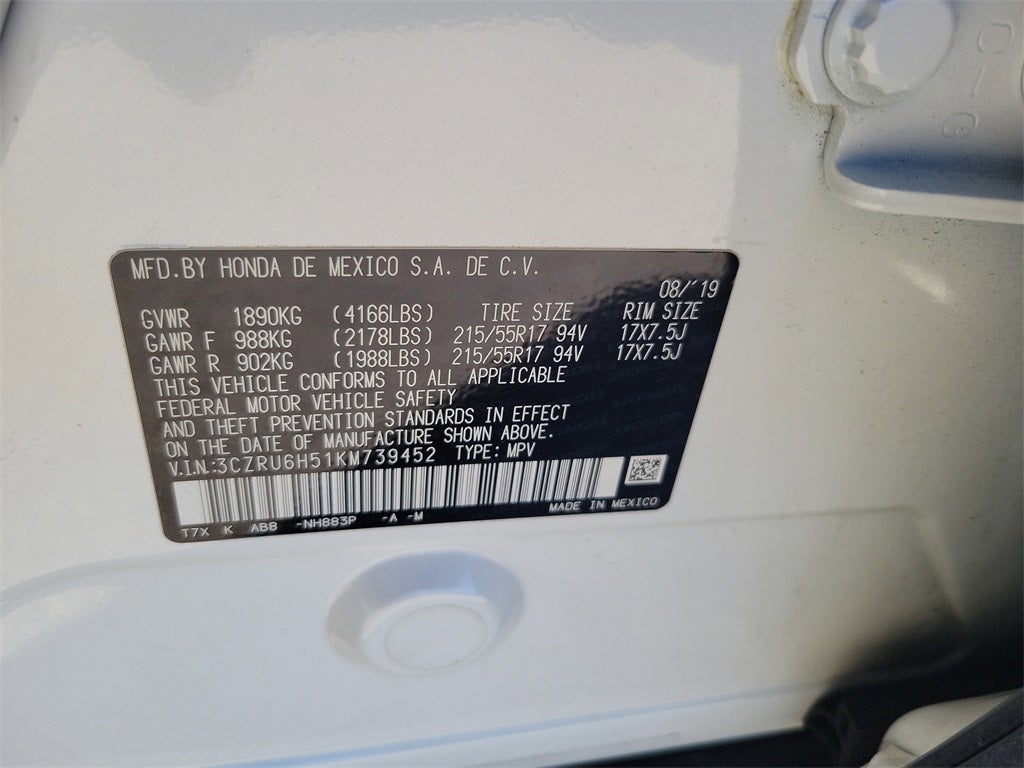 MFD.BY HONDA DE MEXICO S.A. DE C.V.
08/'19
GVWR 1890KG (4166LBS) TIRE SIZE RIM SIZE
GAWR F 988KG (2178LBS) 215/55R17 94V 17X7.5J
GAWR R 902KG (1988LBS) 215/55R17 94V 17X7.5J
THIS VEHICLE CONFORMS TO ALL APPLICABLE
FEDERAL MOTOR VEHICLE SAFETY
AND THEFT PREVENTION STANDARDS IN EFFECT
ON THE DATE OF MANUFACTURE SHOWN ABOVE.
V.I.N.:3CZRU6H51KM739452 TYPE: MPV
T7X K AB8 -NH883P -A -M MADE IN MEXICO